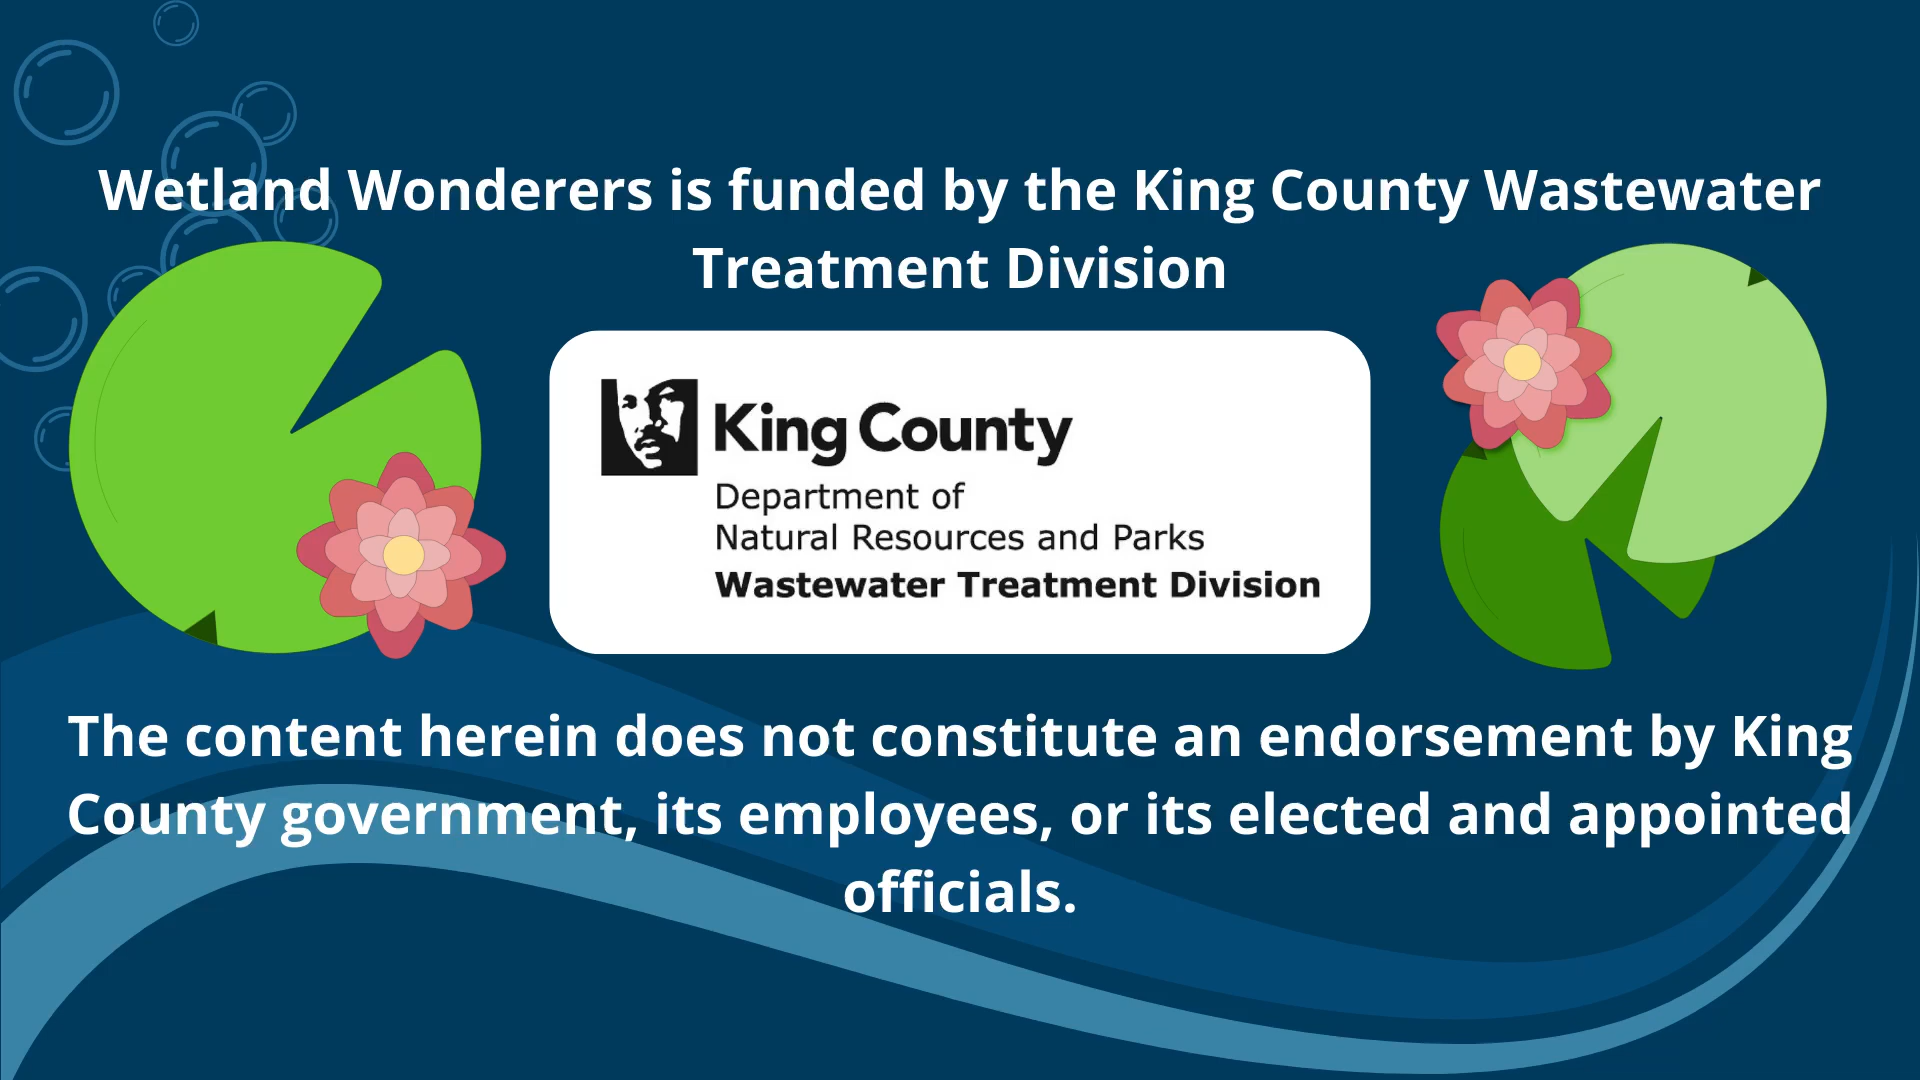 Wetland Wonderers is funded by the King County Wastewater
Treatment Division
King County
Department of
Natural Resources and Parks
Wastewater Treatment Division
The content herein does not constitute an endorsement by King
County government, its employees, or its elected and appointed
officials.